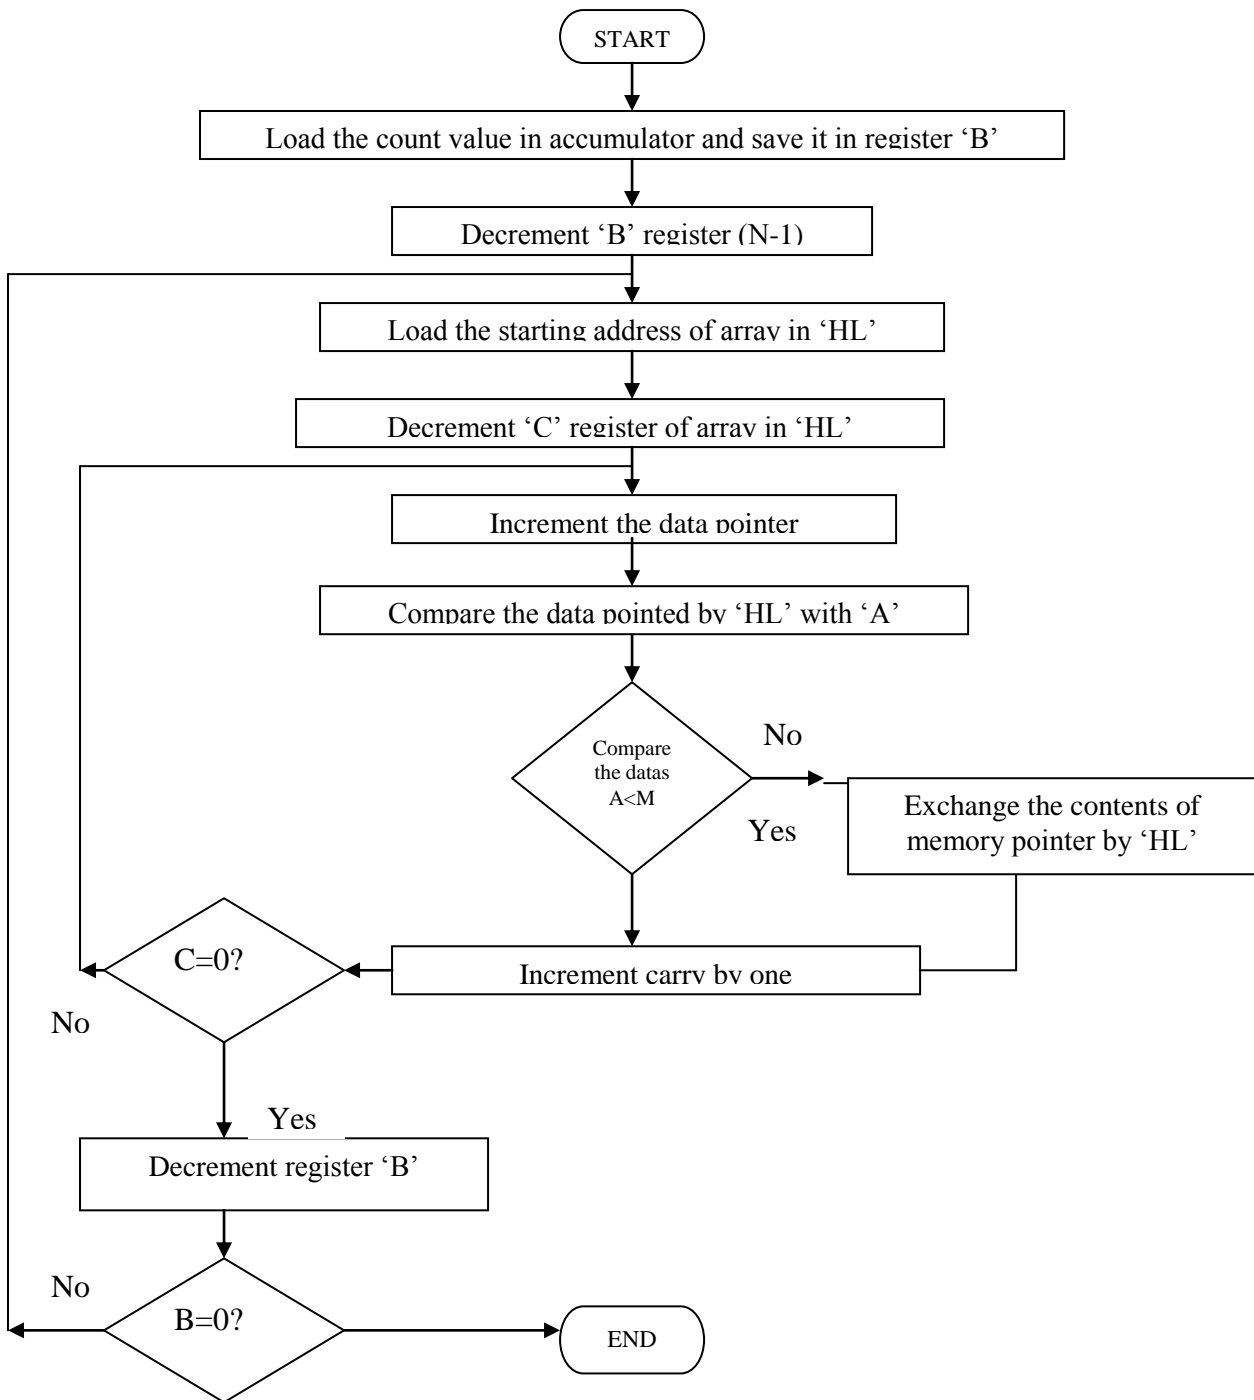 START
Load the count value in accumulator and save it in register ‘B’
Decrement ‘B’ register (N-1)
Load the starting address of array in ‘HL’
Decrement ‘C’ register of array in ‘HL’
Increment the data pointer
Compare the data pointed by ‘HL’ with ‘A’
Compare
the datas
A<M
No
Yes
Exchange the contents of
memory pointer by ‘HL’
Increment carry by one
C=0?
No
Yes
Decrement register ‘B’
No
B=0?
END